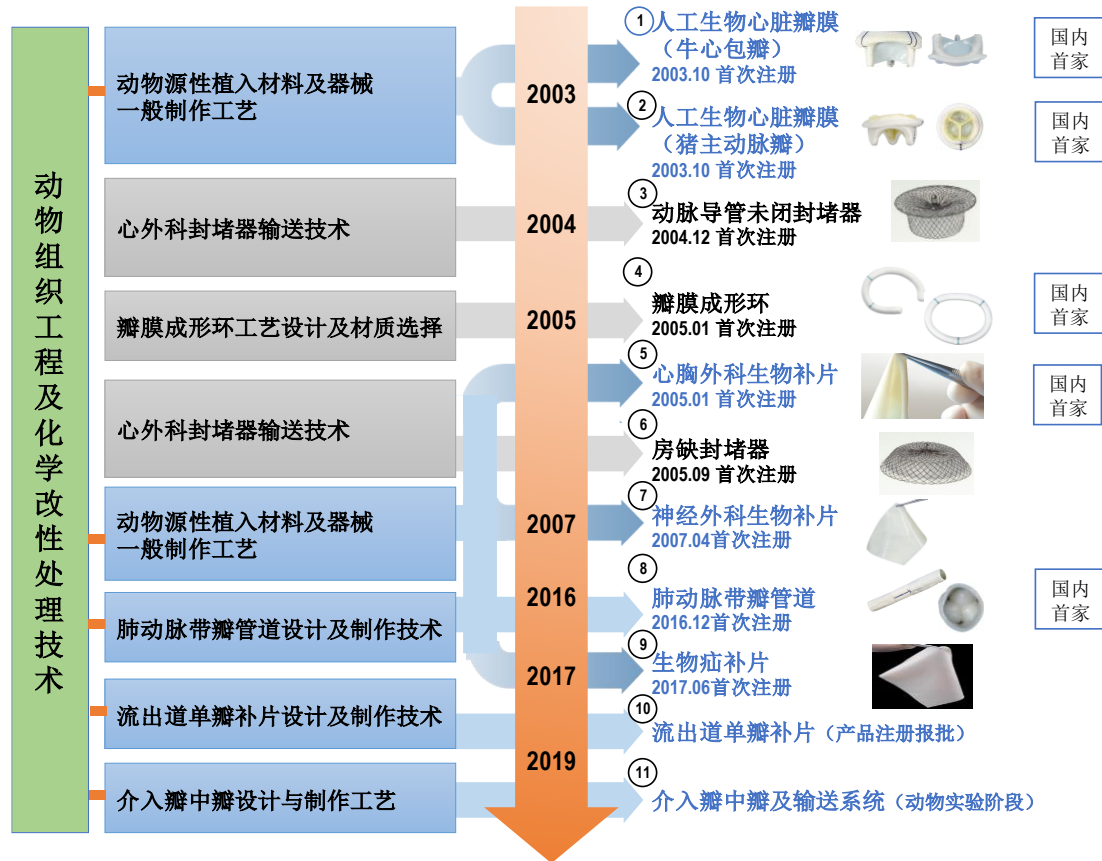 动物组织工程及化学改性处理技术
动物源性植入材料及器械
一般制作工艺
2003
1
人工生物心脏瓣膜
（牛心包瓣）
2003.10 首次注册
国内
首家
2
人工生物心脏瓣膜
（猪主动脉瓣）
2003.10 首次注册
国内
首家
心外科封堵器输送技术
2004
3
动脉导管未闭封堵器
2004.12 首次注册
瓣膜成形环工艺设计及材质选择
2005
4
瓣膜成形环
2005.01 首次注册
国内
首家
5
心胸外科生物补片
2005.01 首次注册
国内
首家
心外科封堵器输送技术
6
房缺封堵器
2005.09 首次注册
动物源性植入材料及器械
一般制作工艺
2007
7
神经外科生物补片
2007.04首次注册
肺动脉带瓣管道设计及制作技术
2016
8
肺动脉带瓣管道
2016.12首次注册
国内
首家
2017
9
生物疝补片
2017.06首次注册
流出道单瓣补片设计及制作技术
10
流出道单瓣补片（产品注册报批）
2019
介入瓣中瓣设计与制作工艺
11
介入瓣中瓣及输送系统（动物实验阶段）